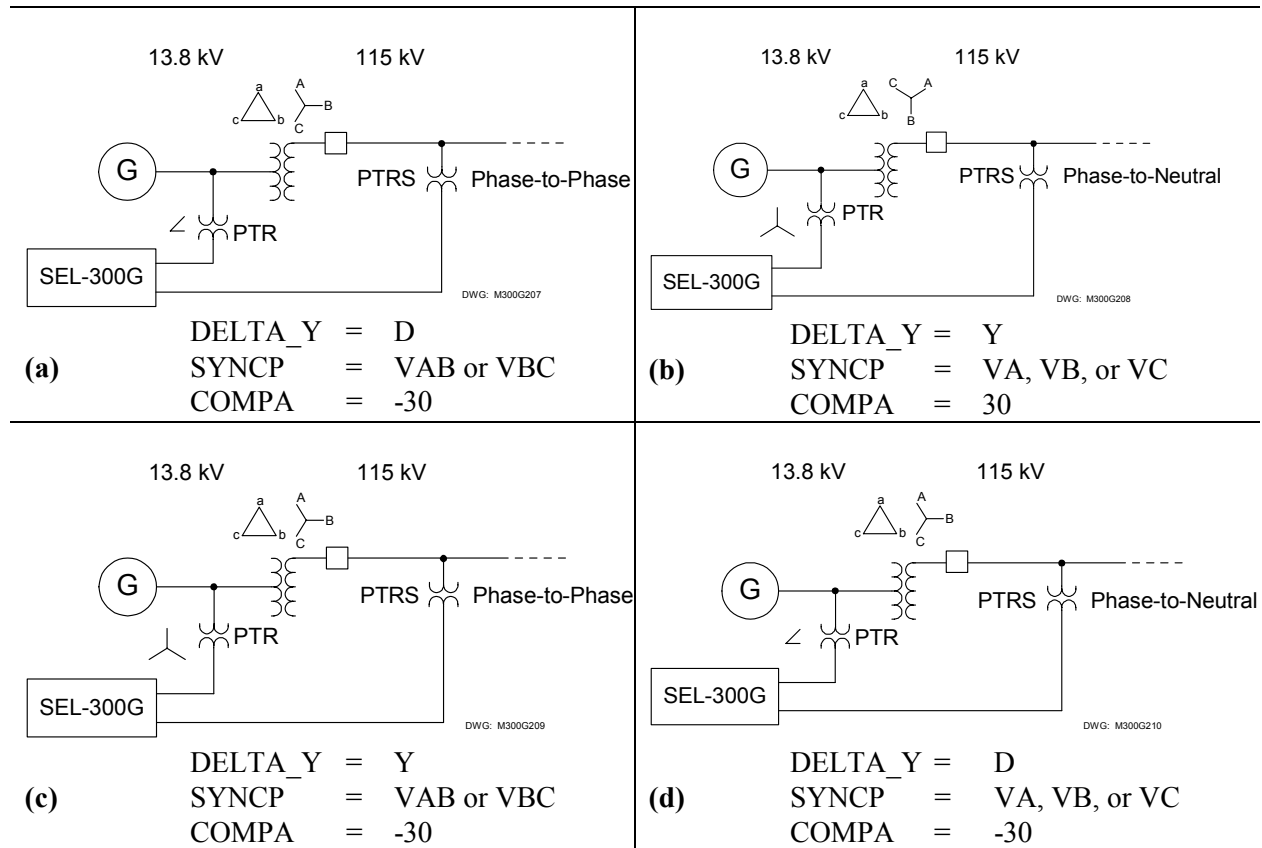 13.8 kV 115 kV
a A
c b B
C
G
PTRS Phase-to-Phase
PTR
SEL-300G
DWG: M300G207
DELTA_Y = D
(a) SYNCP = VAB or VBC
COMPA = -30
13.8 kV 115 kV
a C A
c b B
G
PTRS Phase-to-Neutral
PTR
SEL-300G
DWG: M300G208
DELTA_Y = Y
(b) SYNCP = VA, VB, or VC
COMPA = 30
13.8 kV 115 kV
a A
c b B
C
G
PTRS Phase-to-Phase
PTR
SEL-300G
DWG: M300G209
DELTA_Y = Y
(c) SYNCP = VAB or VBC
COMPA = -30
13.8 kV 115 kV
a A
c b B
C
G
PTRS Phase-to-Neutral
PTR
SEL-300G
DWG: M300G210
DELTA_Y = D
(d) SYNCP = VA, VB, or VC
COMPA = -30